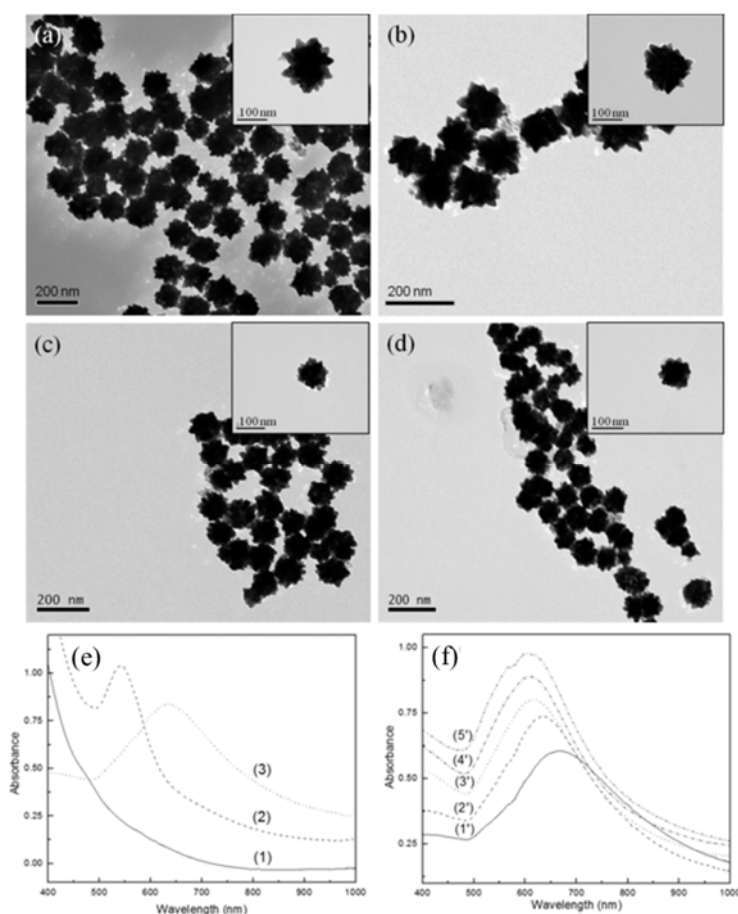 (a)
100 nm
200 nm
(b)
100 nm
200 nm
(c)
100 nm
200 nm
(d)
100 nm
200 nm
(e)
Absorbance
1.00
0.75
0.50
0.25
0.00
(3)
(2)
(1)
400 500 600 700 800 900 1000
Wavelength (nm)
(f)
Absorbance
1.00
0.75
0.50
0.25
(5')
(4')
(3')
(2')
(1')
400 500 600 700 800 900 1000
Wavelength (nm)